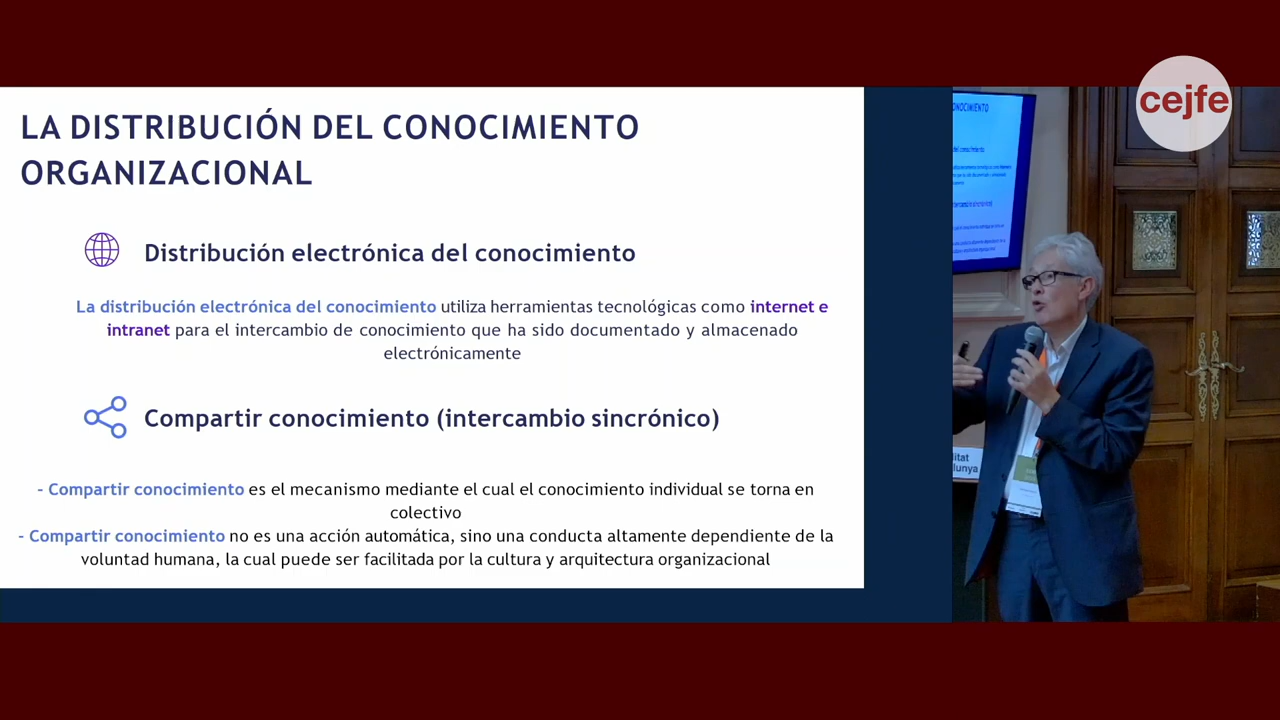 cejfe
LA DISTRIBUCIÓN DEL CONOCIMIENTO
ORGANIZACIONAL
Distribución electrónica del conocimiento
La distribución electrónica del conocimiento utiliza herramientas tecnológicas como internet e
intranet para el intercambio de conocimiento que ha sido documentado y almacenado
electrónicamente
Compartir conocimiento (intercambio sincrónico)
- Compartir conocimiento es el mecanismo mediante el cual el conocimiento individual se torna en
colectivo
- Compartir conocimiento no es una acción automática, sino una conducta altamente dependiente de la
voluntad humana, la cual puede ser facilitada por la cultura y arquitectura organizacional
litat
lunya